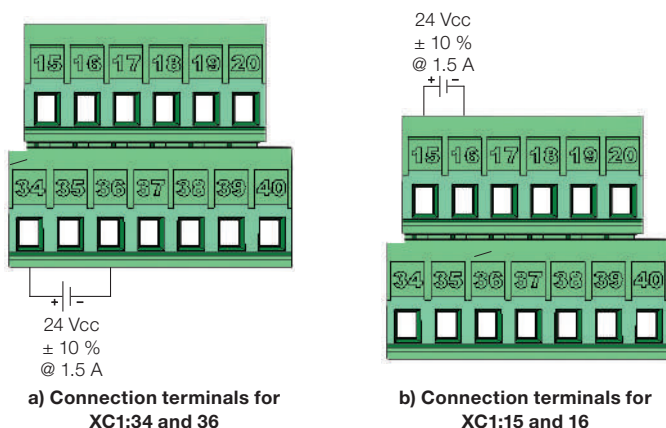 15 16 17 18 19 20
34 35 36 37 38 39 40
+ -
24 Vcc
± 10 %
@ 1.5 A
a) Connection terminals for
XC1:34 and 36
24 Vcc
± 10 %
@ 1.5 A
+ -
15 16 17 18 19 20
34 35 36 37 38 39 40
b) Connection terminals for
XC1:15 and 16